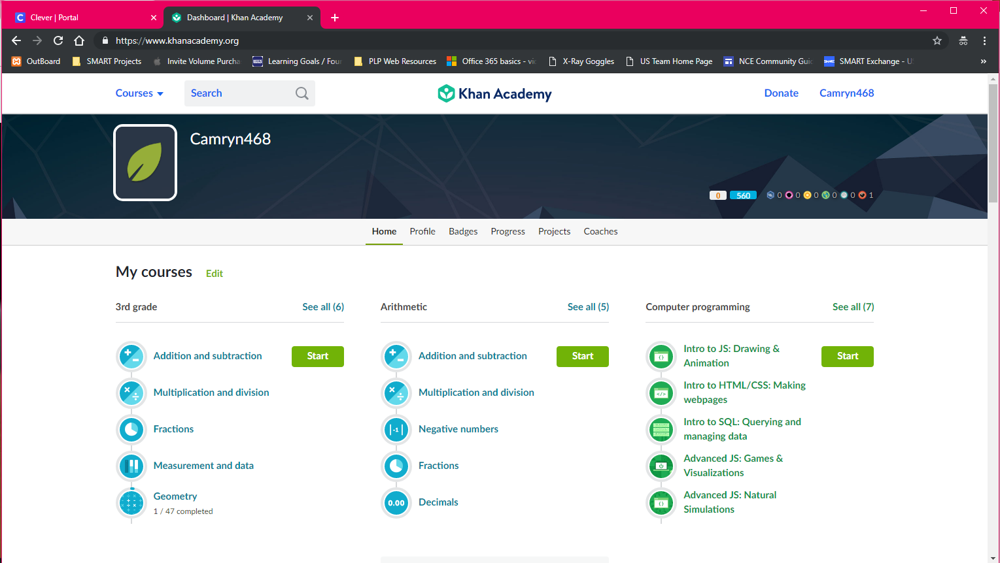 Clever | Portal
Dashboard | Khan Academy
https://www.khanacademy.org
OutBoard
SMART Projects
Invite Volume Purcha
Learning Goals / Four
PLP Web Resources
Office 365 basics - vi
X-Ray Goggles
US Team Home Page
NCE Community Gui
SMART Exchange - U
Courses
Search
Khan Academy
Donate
Camryn468
Camryn468
0 560 0 0 0 0 0 1
Home
Profile
Badges
Progress
Projects
Coaches
My courses
Edit
3rd grade
See all (6)
Addition and subtraction
Start
Multiplication and division
Fractions
Measurement and data
Geometry
1 / 47 completed
Arithmetic
See all (5)
Addition and subtraction
Start
Multiplication and division
|-1|
Negative numbers
Fractions
0.00
Decimals
Computer programming
See all (7)
Intro to JS: Drawing &
Animation
Start
Intro to HTML/CSS: Making
webpages
Intro to SQL: Querying and
managing data
Advanced JS: Games &
Visualizations
Advanced JS: Natural
Simulations